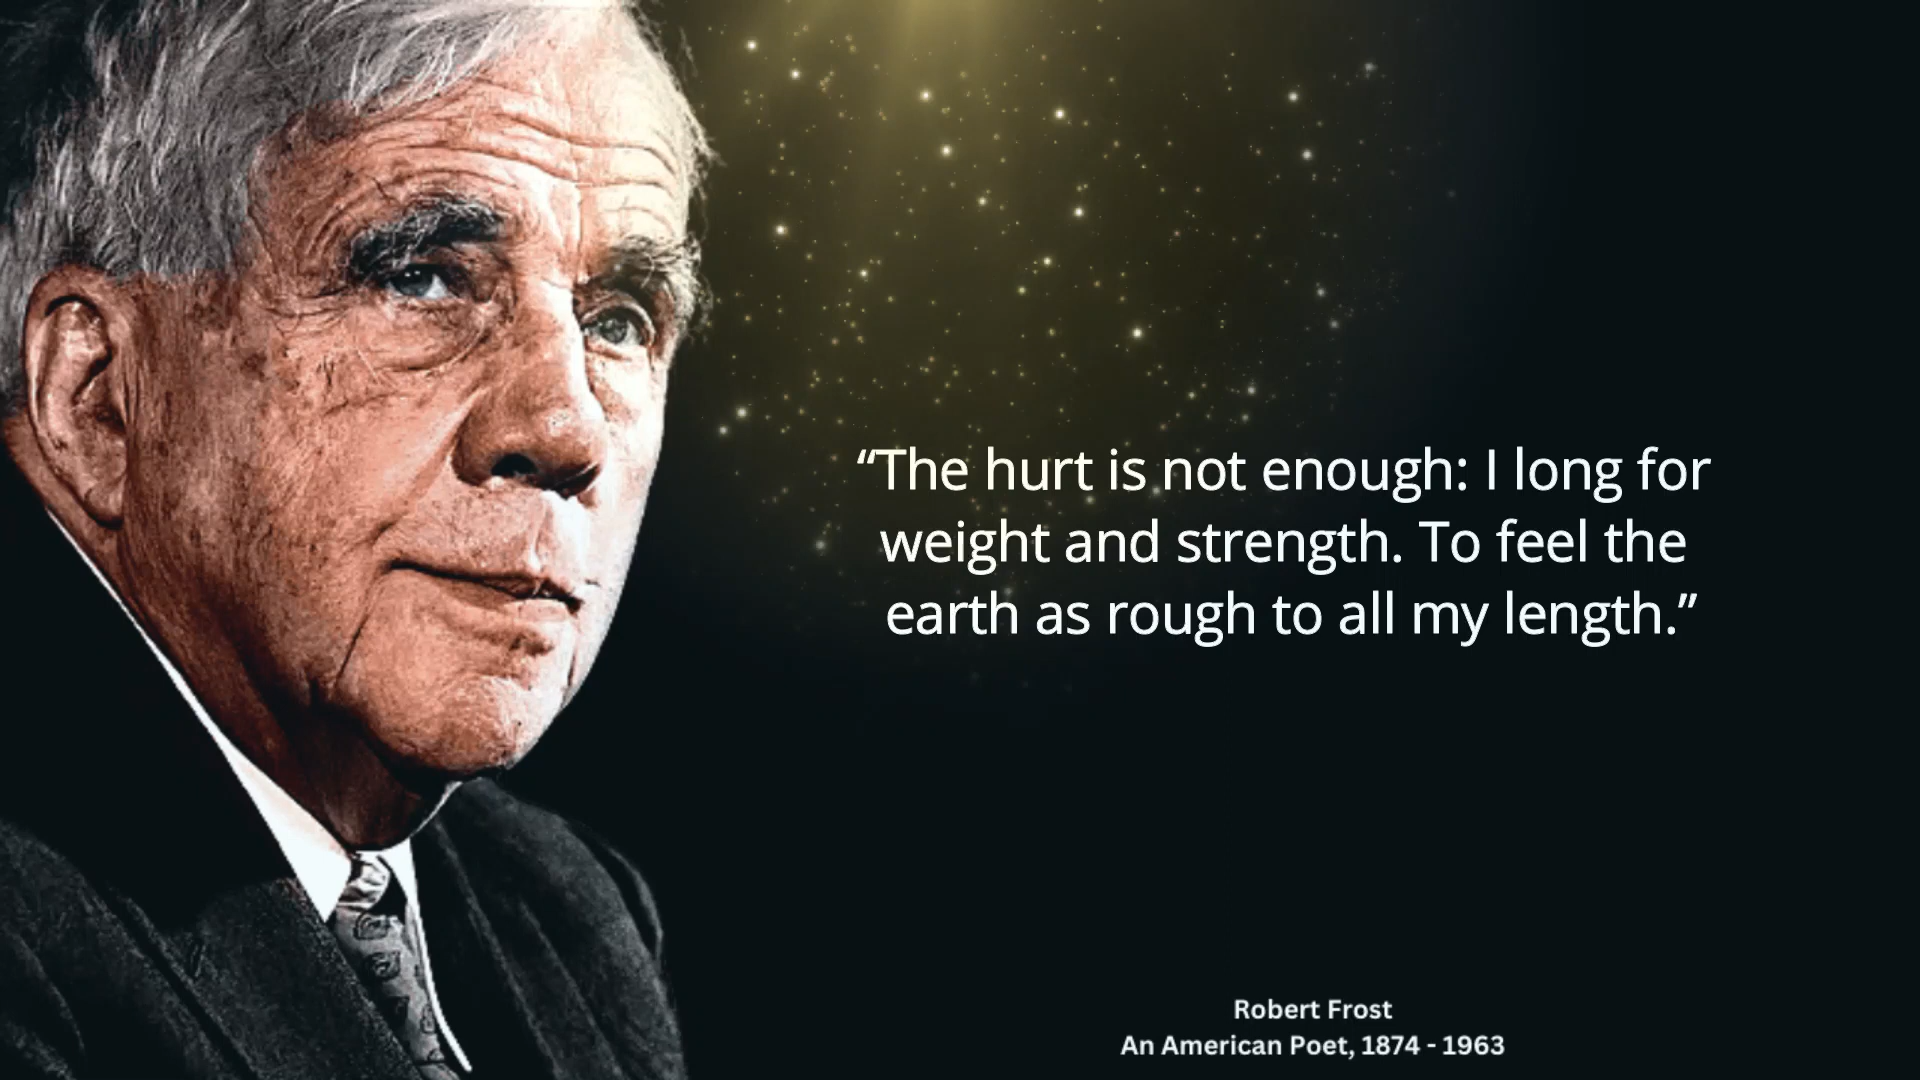 “The hurt is not enough: I long for
weight and strength. To feel the
earth as rough to all my length.”
Robert Frost
An American Poet, 1874 - 1963